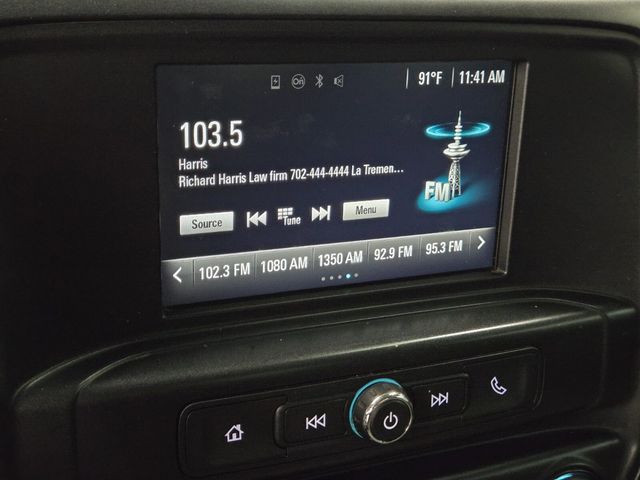 On
91°F 11:41 AM
103.5
Harris
Richard Harris Law firm 702-444-4444 La Tremen...
FM
Source Tune Menu
102.3 FM 1080 AM 1350 AM 92.9 FM 95.3 FM